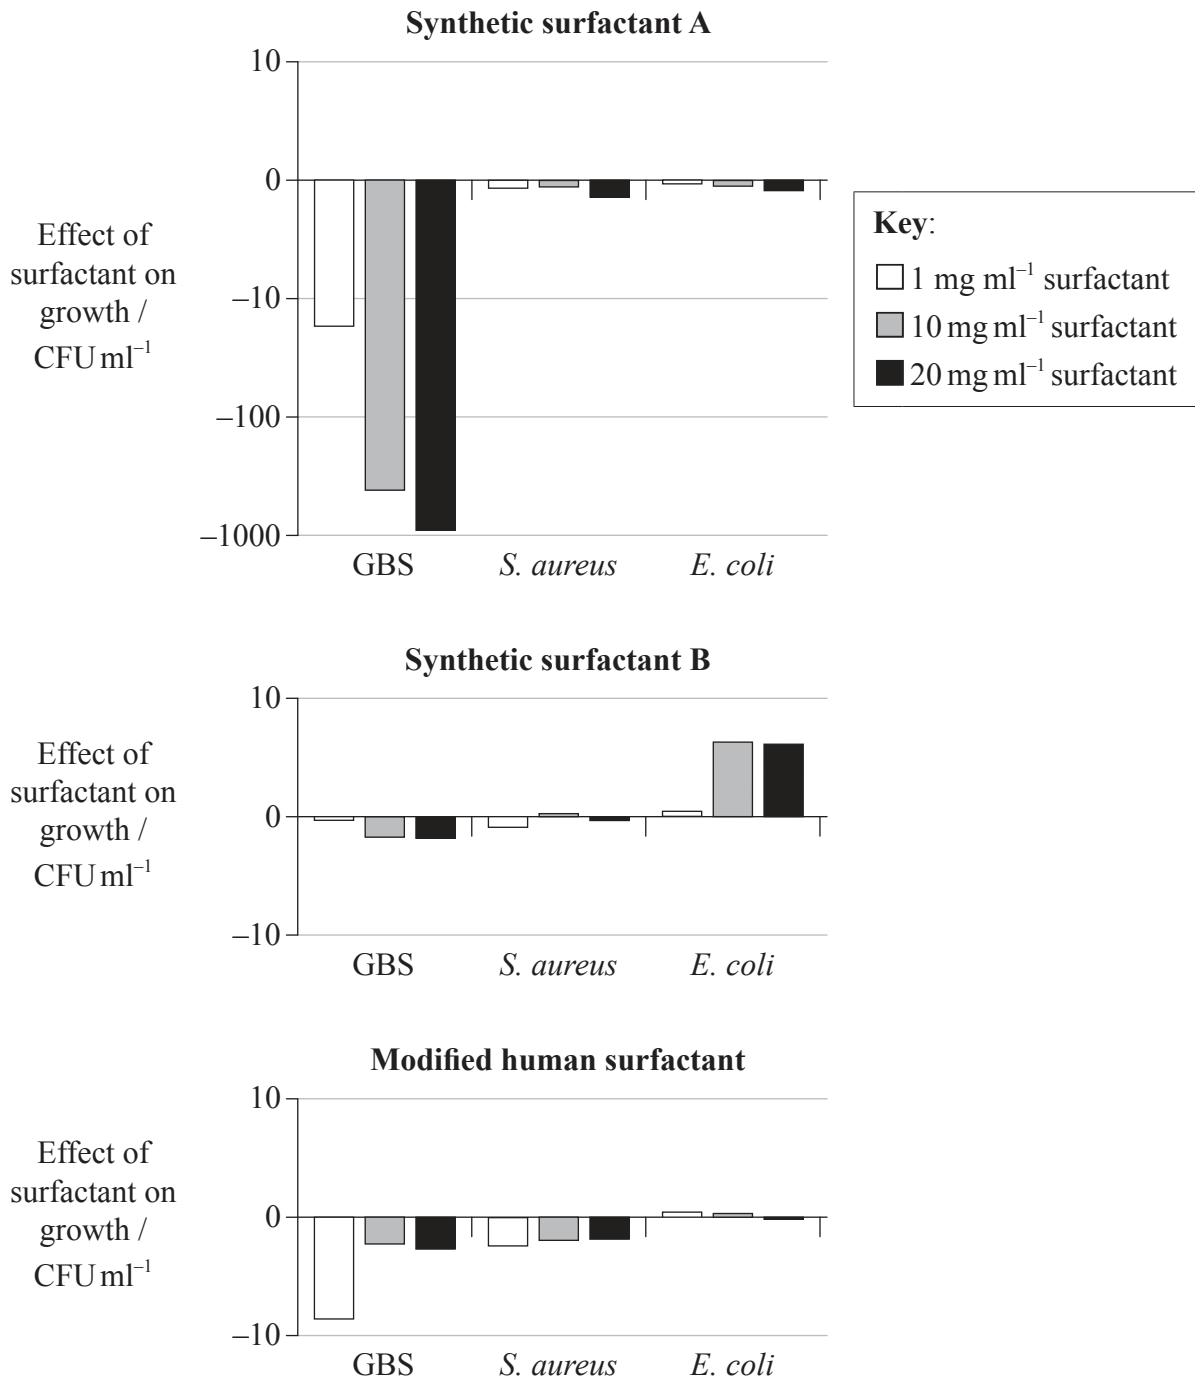 Synthetic surfactant A
10
0
–10
–100
–1000
Effect of
surfactant on
growth /
CFU ml⁻¹
GBS
S. aureus
E. coli
Key:
1 mg ml⁻¹ surfactant
10 mg ml⁻¹ surfactant
20 mg ml⁻¹ surfactant
Synthetic surfactant B
10
0
–10
Effect of
surfactant on
growth /
CFU ml⁻¹
GBS
S. aureus
E. coli
Modified human surfactant
10
0
–10
Effect of
surfactant on
growth /
CFU ml⁻¹
GBS
S. aureus
E. coli